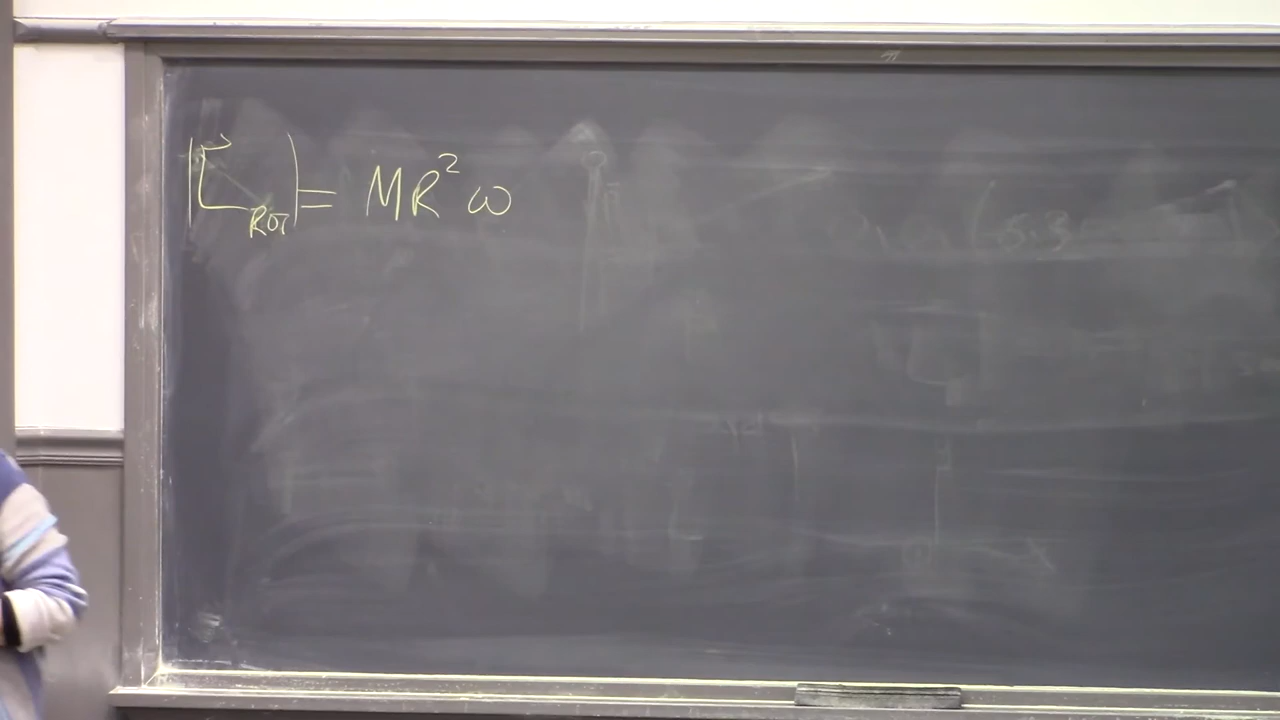 |L⃗_ROT| = MR²ω